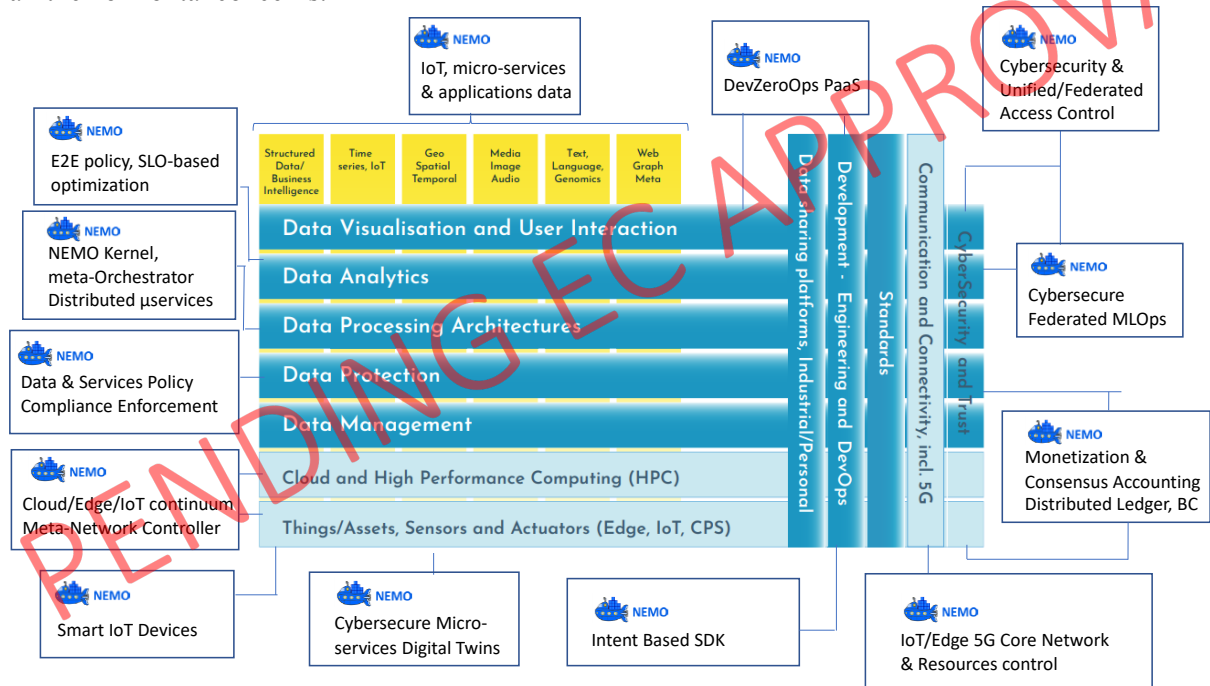 NEMO
IoT, micro-services
& applications data
NEMO
DevZeroOps PaaS
NEMO
Cybersecurity &
Unified/Federated
Access Control
NEMO
E2E policy, SLO-based
optimization
NEMO
NEMO Kernel,
meta-Orchestrator
Distributed µservices
NEMO
Data & Services Policy
Compliance Enforcement
NEMO
Cloud/Edge/IoT continuum
Meta-Network Controller
NEMO
Smart IoT Devices
Structured
Data/
Business
Intelligence
Time
series, IoT
Geo
Spatial
Temporal
Media
Image
Audio
Text,
Language,
Genomics
Web
Graph
Meta
Data Visualisation and User Interaction
Data Analytics
Data Processing Architectures
Data Protection
Data Management
Cloud and High Performance Computing (HPC)
Things/Assets, Sensors and Actuators (Edge, IoT, CPS)
Data sharing platforms, Industrial/Personal
Development - Engineering and DevOps
Standards
Communication and Connectivity, incl. 5G
CyberSecurity and Trust
NEMO
Cybersecure
Federated MLOps
NEMO
Monetization &
Consensus Accounting
Distributed Ledger, BC
NEMO
Cybersecure Micro-
services Digital Twins
NEMO
Intent Based SDK
NEMO
IoT/Edge 5G Core Network
& Resources control
PENDING EC APPROVA